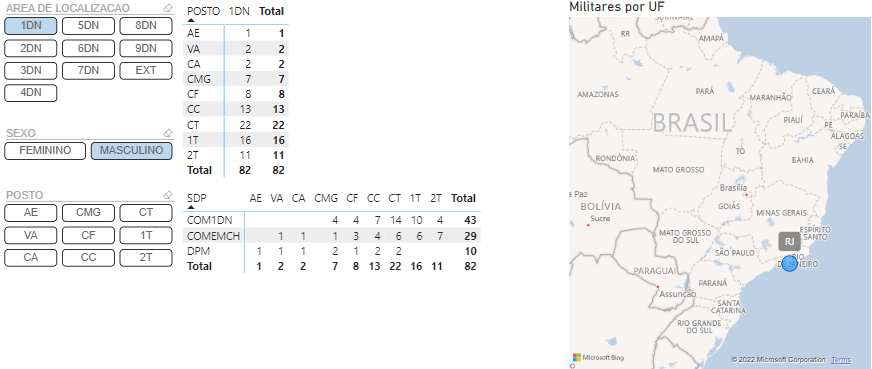 AREA DE LOCALIZACAO
1DN 5DN 8DN
2DN 6DN 9DN
3DN 7DN EXT
4DN
SEXO
FEMININO MASCULINO
POSTO
AE CMG CT
VA CF 1T
CA CC 2T
POSTO 1DN Total
AE 1 1
VA 2 2
CA 2 2
CMG 7 7
CF 8 8
CC 13 13
CT 22 22
1T 16 16
2T 11 11
Total 82 82
SDP AE VA CA CMG CF CC CT 1T 2T Total
COM1DN 4 4 7 14 10 4 43
COMEMCH 1 1 1 3 4 6 6 7 29
DPM 1 1 1 2 1 2 2 10
Total 1 2 2 7 8 13 22 16 11 82
Militares por UF
SURINAME
RR
AMAPÁ
AMAZONAS
PARÁ
MARANHÃO
CEARÁ
PARAÍBA
PIAUÍ
PE
ALAGOAS
SE
BRASIL
RONDÔNIA
TO
BAHIA
MATO GROSSO
La Paz
BOLÍVIA
Sucre
Brasília
GOIÁS
MINAS GERAIS
MATO GROSSO
DO SUL
ESPÍRITO
SANTO
RJ
SÃO PAULO
RIO
DE JANEIRO
PARAGUAI
Assunção
PARANÁ
SANTA
CATARINA
RIO GRANDE
DO SUL
Microsoft Bing
© 2022 Microsoft Corporation Terms